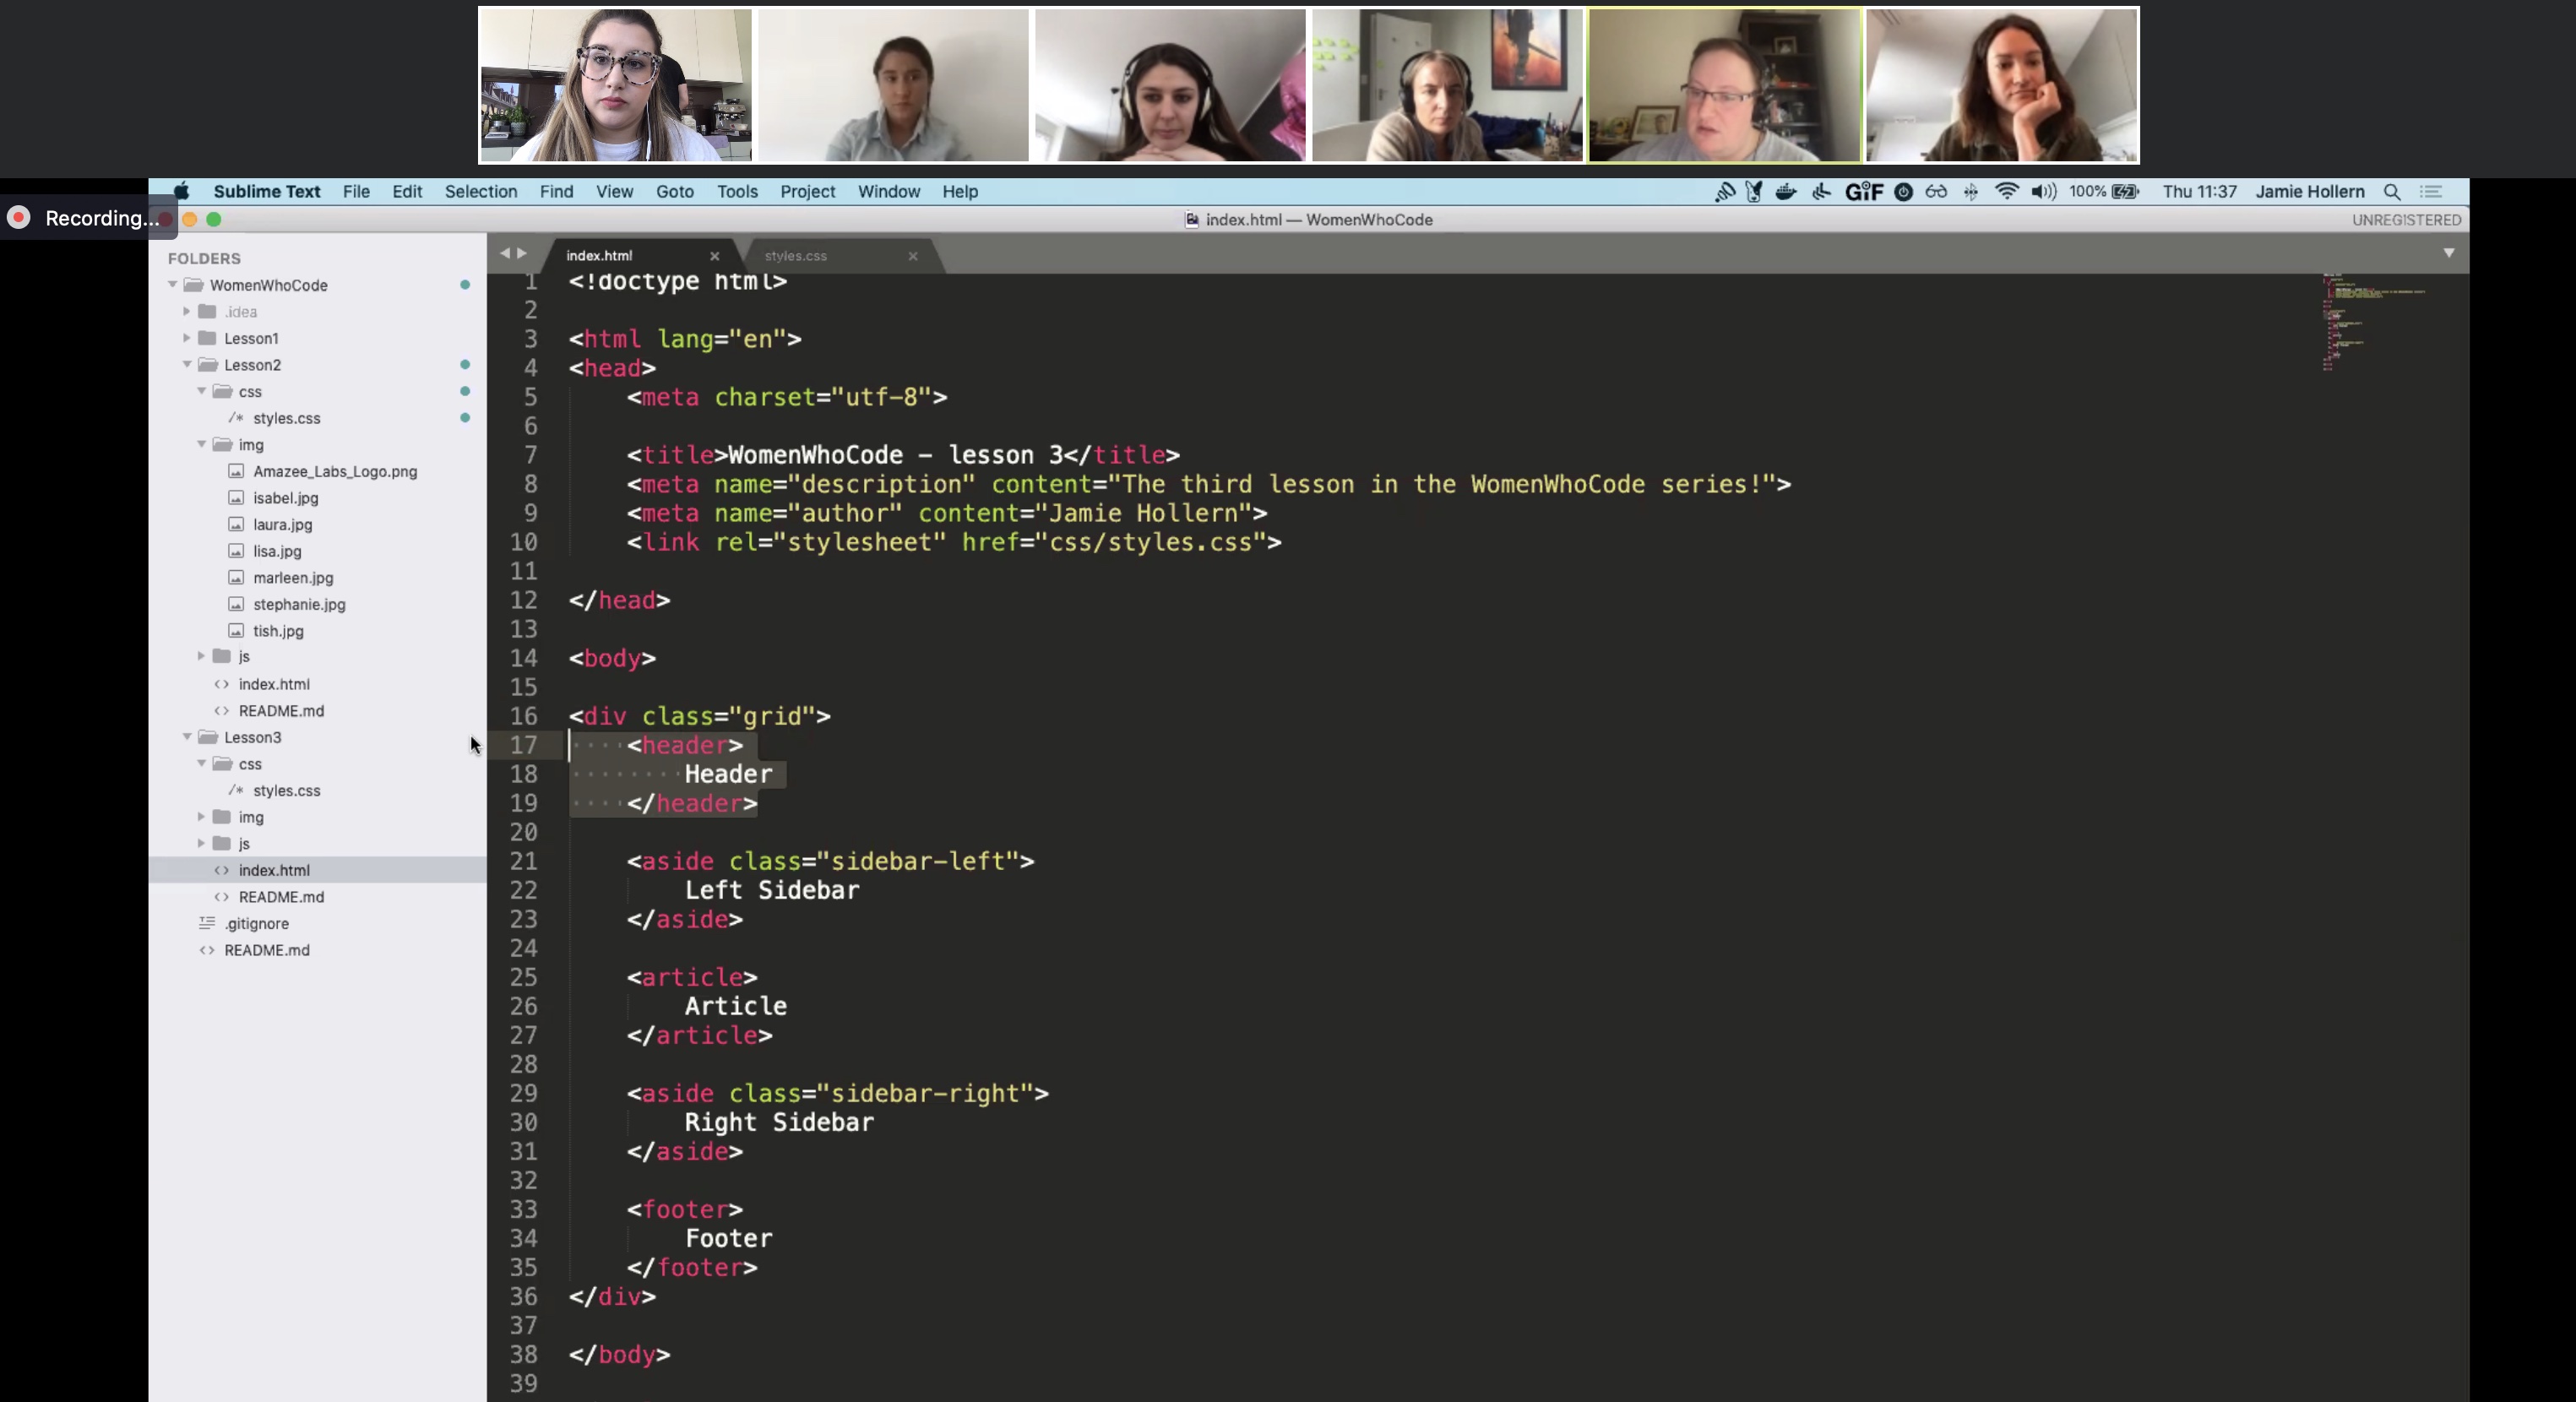 Recording...
Sublime Text File Edit Selection Find View Goto Tools Project Window Help GIF 100% Thu 11:37 Jamie Hollern
index.html — WomenWhoCode UNREGISTERED
FOLDERS
WomenWhoCode
.idea
Lesson1
Lesson2
css
/* styles.css
img
Amazee_Labs_Logo.png
isabel.jpg
laura.jpg
lisa.jpg
marleen.jpg
stephanie.jpg
tish.jpg
js
<> index.html
<> README.md
Lesson3
css
/* styles.css
img
js
<> index.html
<> README.md
.gitignore
<> README.md
index.html × styles.css ×
1 <!doctype html>
2
3 <html lang="en">
4 <head>
5 <meta charset="utf-8">
6
7 <title>WomenWhoCode – lesson 3</title>
8 <meta name="description" content="The third lesson in the WomenWhoCode series!">
9 <meta name="author" content="Jamie Hollern">
10 <link rel="stylesheet" href="css/styles.css">
11
12 </head>
13
14 <body>
15
16 <div class="grid">
17 <header>
18 Header
19 </header>
20
21 <aside class="sidebar-left">
22 Left Sidebar
23 </aside>
24
25 <article>
26 Article
27 </article>
28
29 <aside class="sidebar-right">
30 Right Sidebar
31 </aside>
32
33 <footer>
34 Footer
35 </footer>
36 </div>
37
38 </body>
39